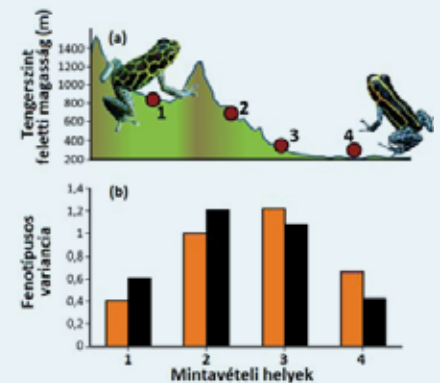 Tengerszint
feletti magasság (m)
1400
1200
1000
800
600
400
200
(a)
1
2
3
4
Fenotípusos
variancia
1,4
1,2
1
0,8
0,6
0,4
0,2
0
(b)
1 2 3 4
Mintavételi helyek